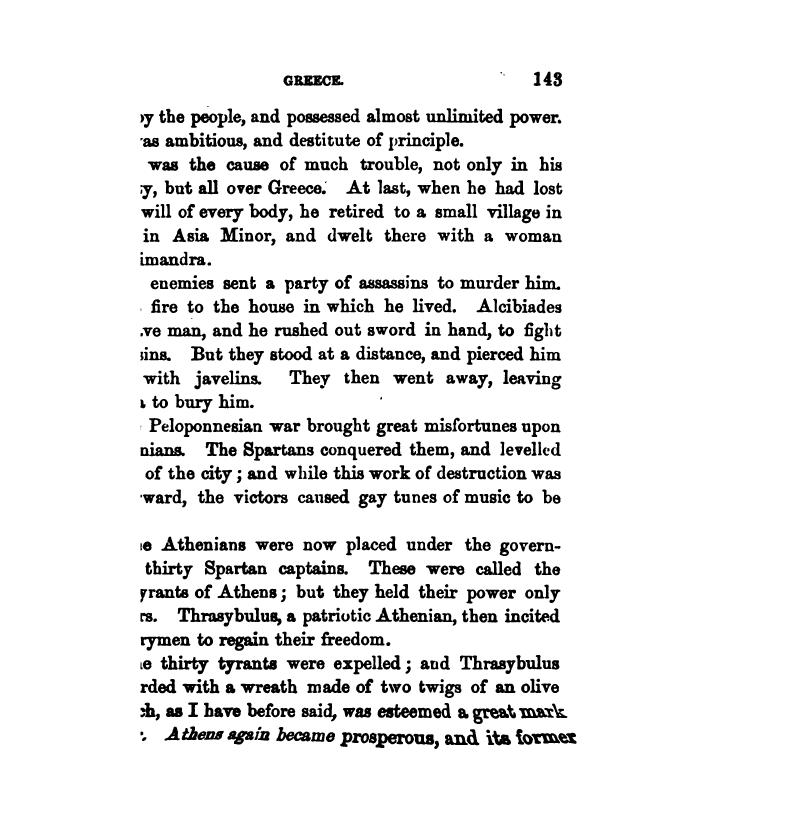 GREECE. 143
the people, and possessed almost unlimited power.
ambitious, and destitute of principle.
was the cause of much trouble, not only in his
but all over Greece. At last, when he had lost
will of every body, he retired to a small village in
in Asia Minor, and dwelt there with a woman
imandra.
enemies sent a party of assassins to murder him.
fire to the house in which he lived. Alcibiades
man, and he rushed out sword in hand, to fight
But they stood at a distance, and pierced him
with javelins. They then went away, leaving
to bury him.
Peloponnesian war brought great misfortunes upon
nians. The Spartans conquered them, and levelled
of the city; and while this work of destruction was
ward, the victors caused gay tunes of music to be
Athenians were now placed under the govern-
thirty Spartan captains. These were called the
yrants of Athens; but they held their power only
rs. Thrasybulus, a patriotic Athenian, then incited
rymen to regain their freedom.
thirty tyrants were expelled; and Thrasybulus
rded with a wreath made of two twigs of an olive
as I have before said, was esteemed a great mark
Athens again became prosperous, and its former